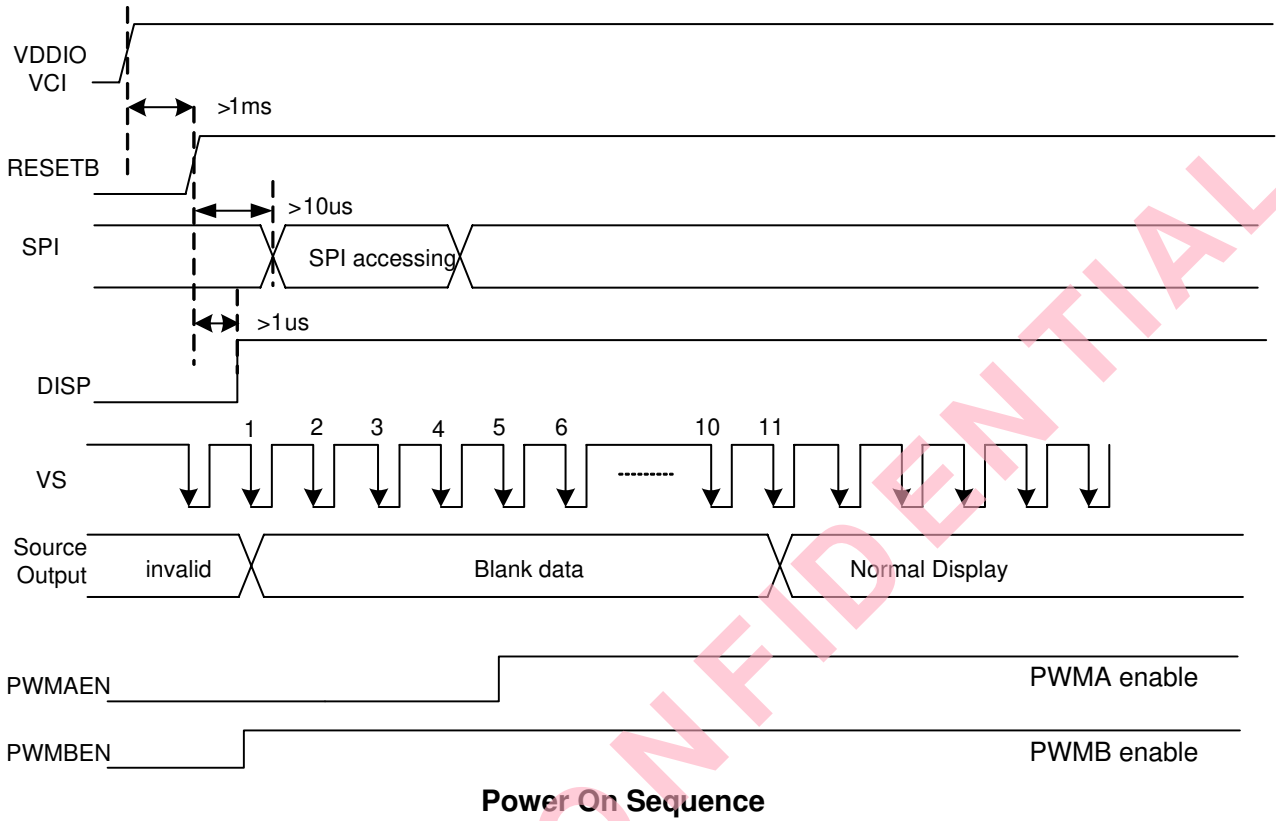 VDDIO
VCI
>1ms
RESETB
>10us
SPI
SPI accessing
>1us
DISP
1 2 3 4 5 6 10 11
VS
Source
Output
invalid
Blank data
Normal Display
PWMAEN
PWMA enable
PWMBEN
PWMB enable
Power On Sequence
ONFIDENTIAL